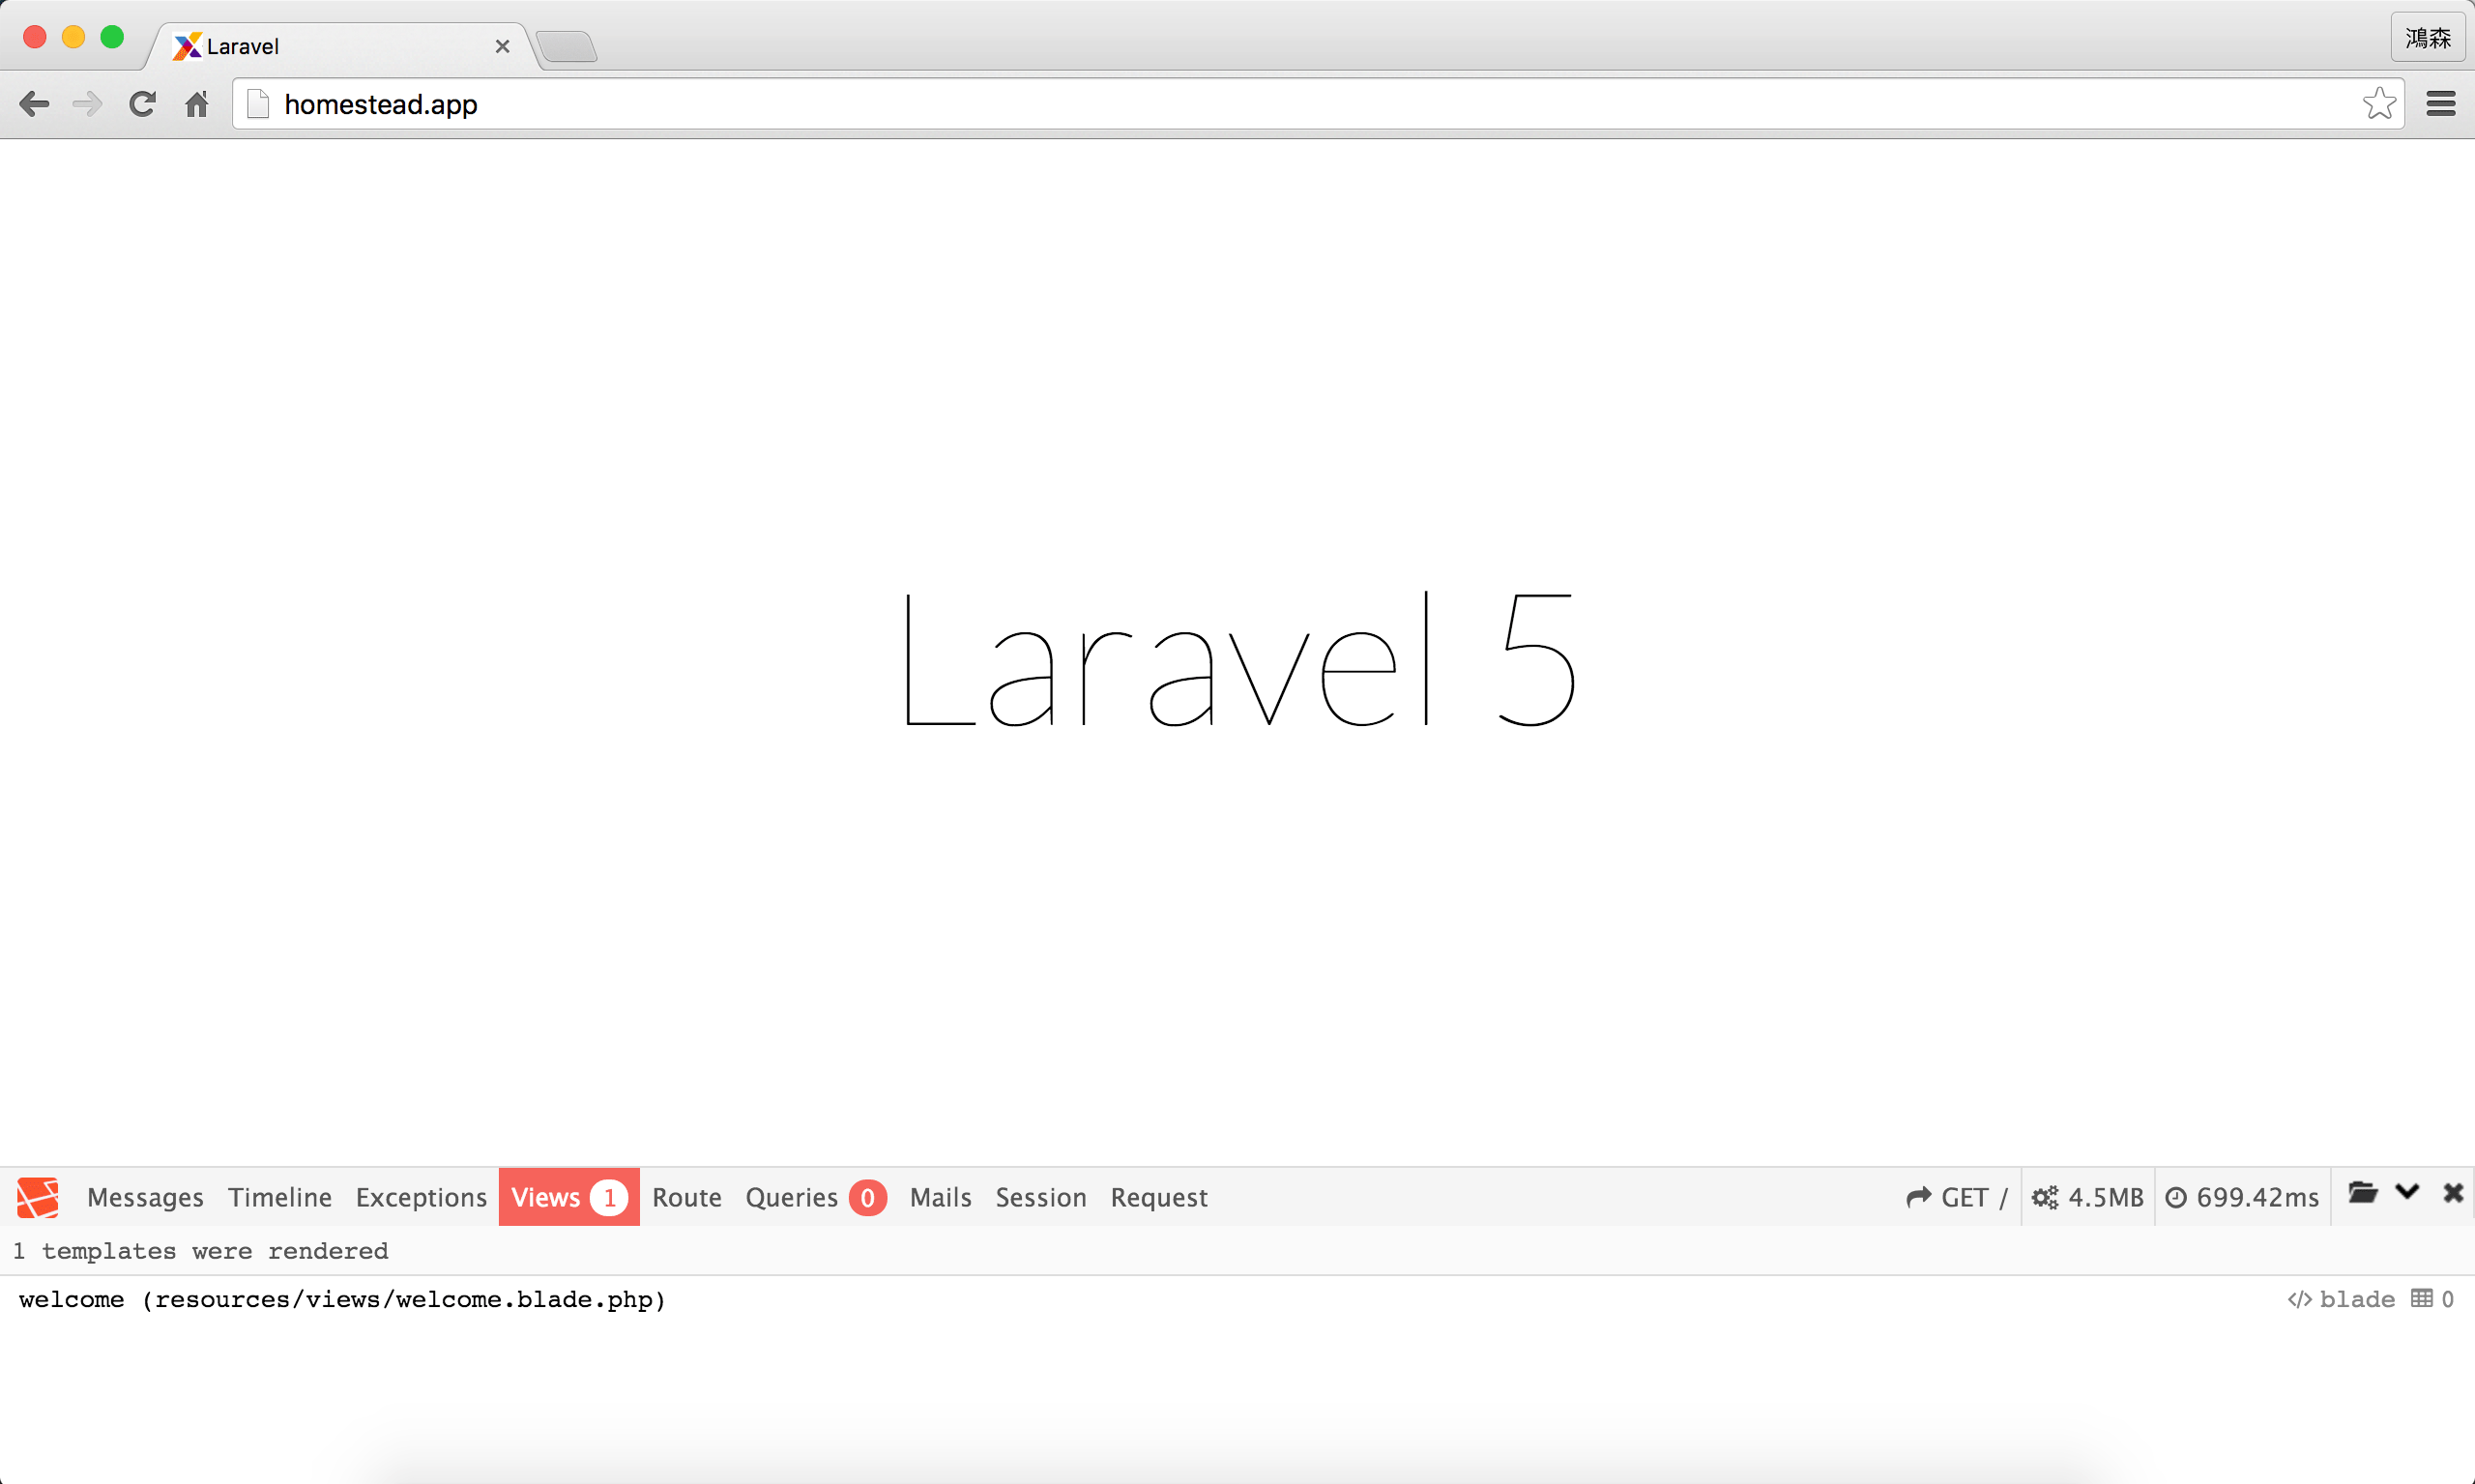 Laravel
鴻森
homestead.app
Laravel 5
Messages Timeline Exceptions Views 1 Route Queries 0 Mails Session Request GET / 4.5MB 699.42ms
1 templates were rendered
welcome (resources/views/welcome.blade.php) </> blade 0